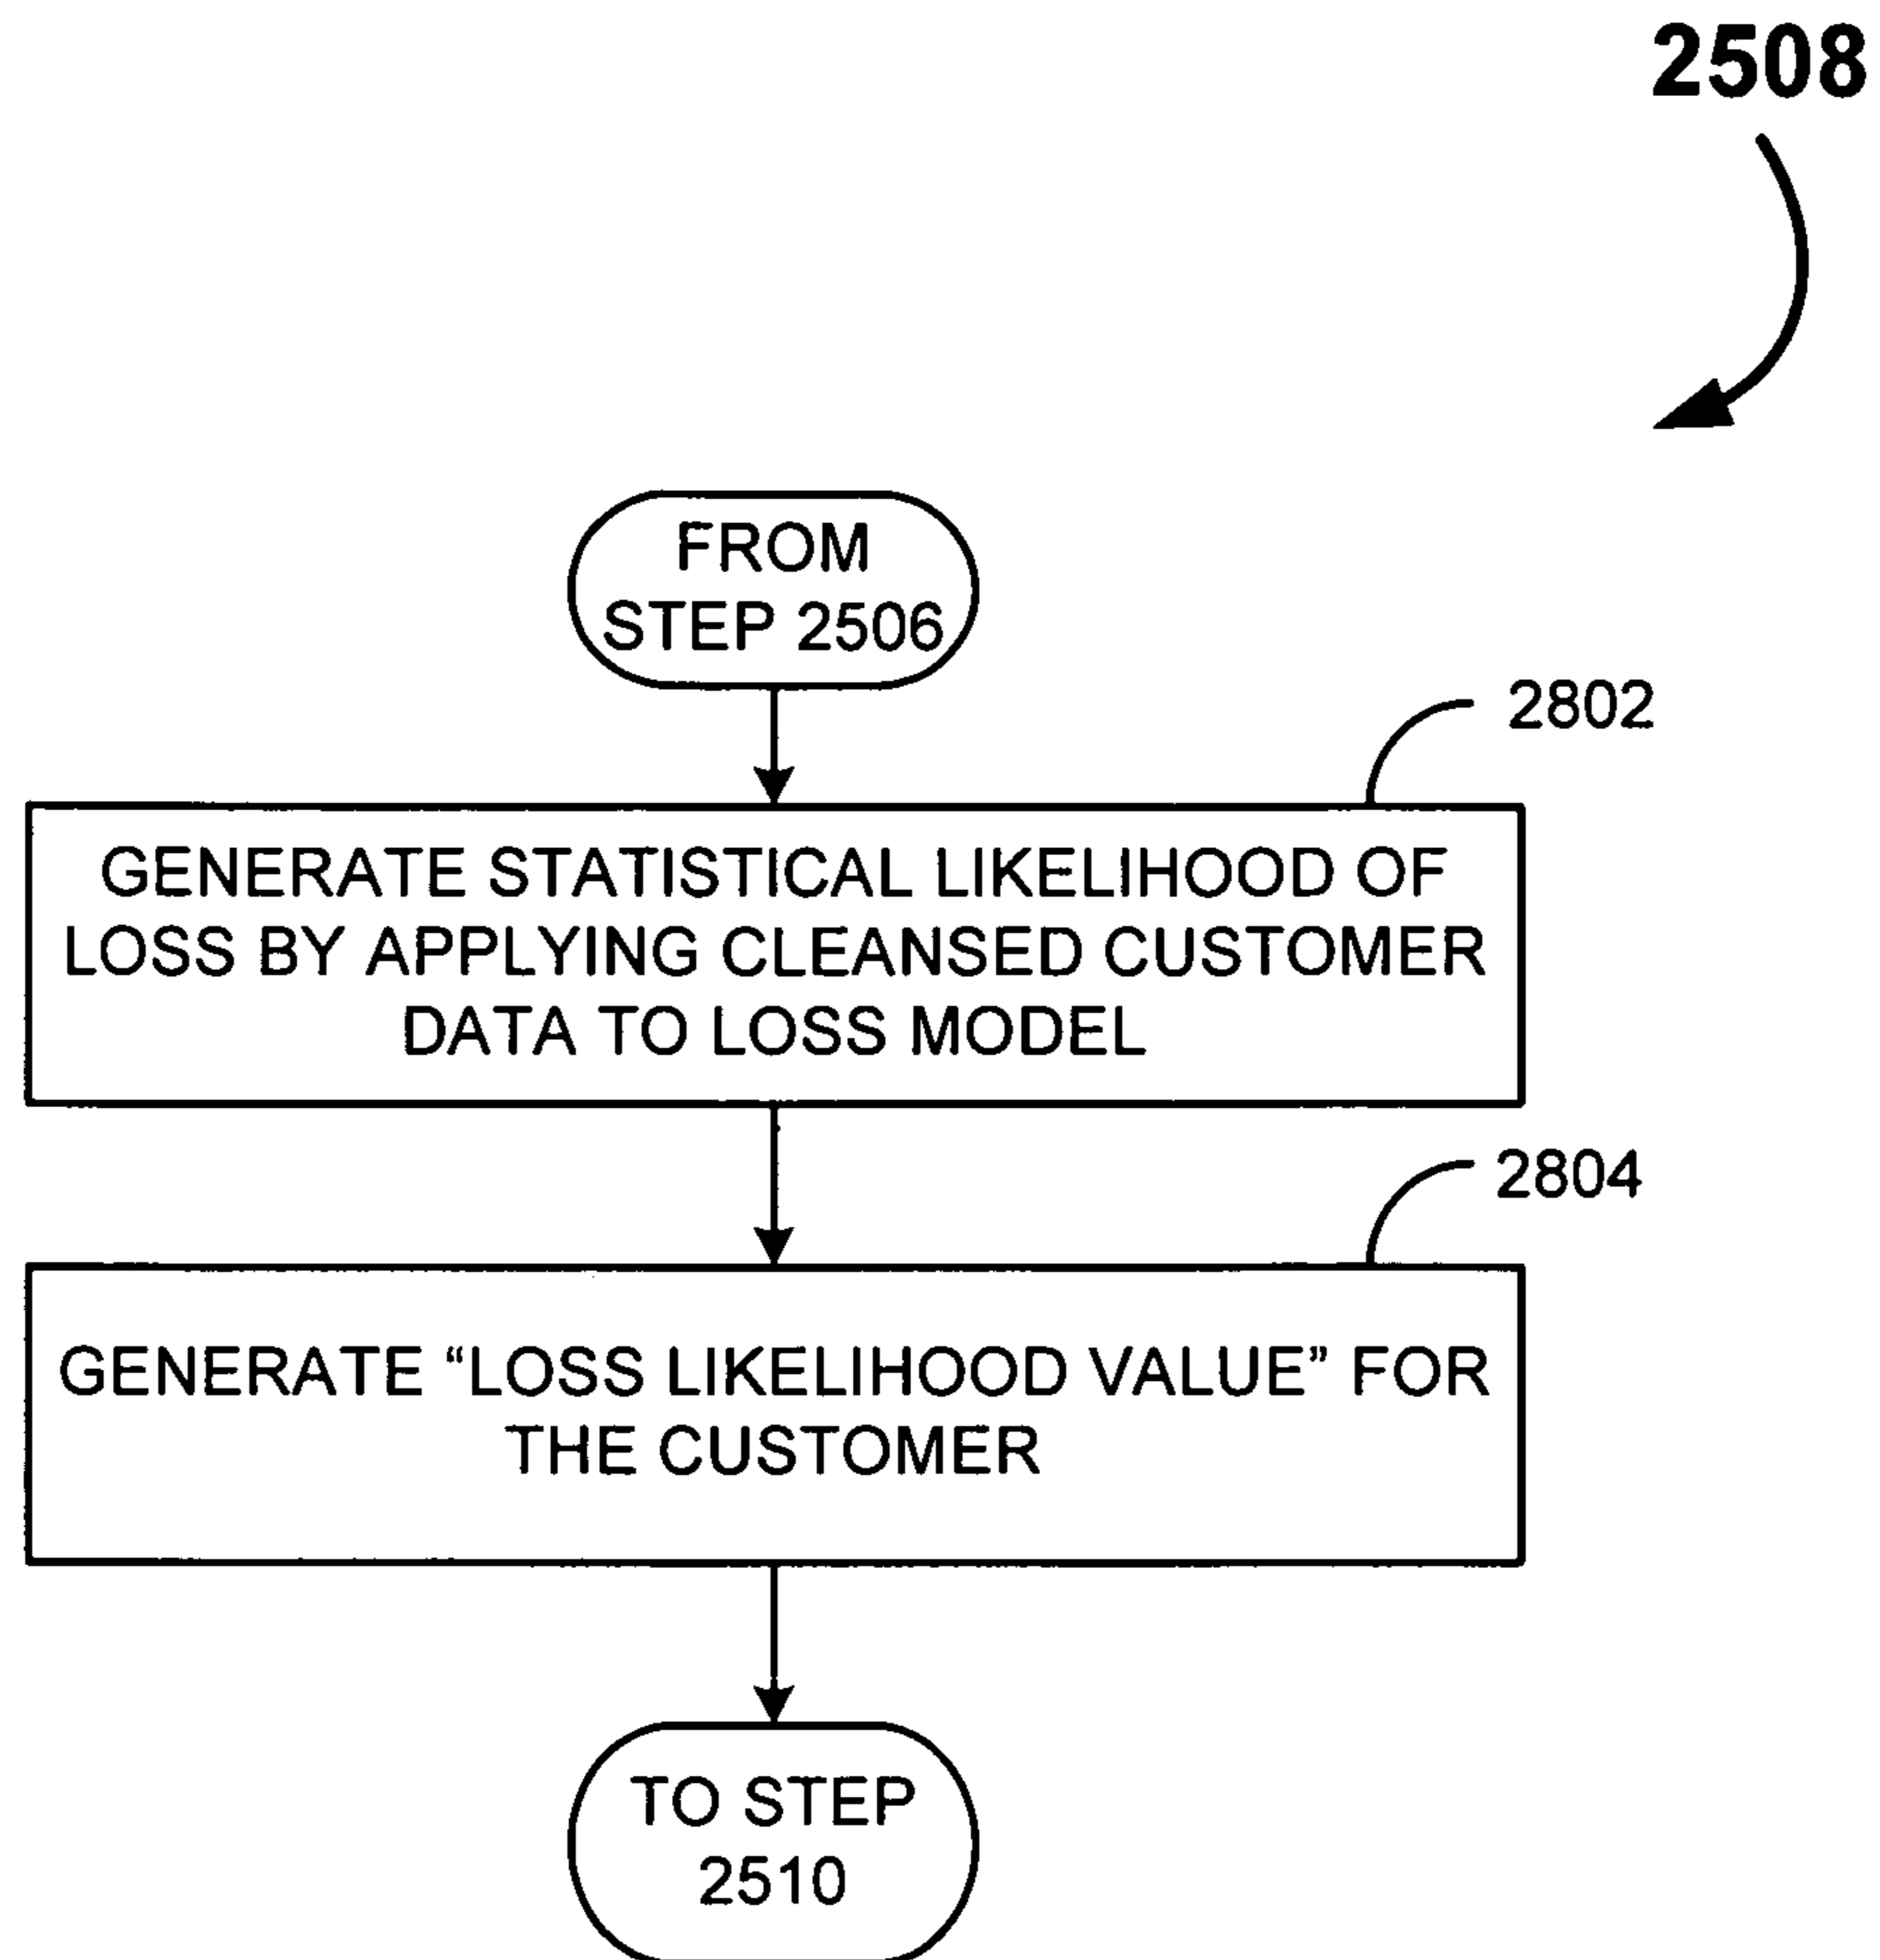 2508
FROM
STEP 2506
2802
GENERATE STATISTICAL LIKELIHOOD OF
LOSS BY APPLYING CLEANSED CUSTOMER
DATA TO LOSS MODEL
2804
GENERATE “LOSS LIKELIHOOD VALUE” FOR
THE CUSTOMER
TO STEP
2510